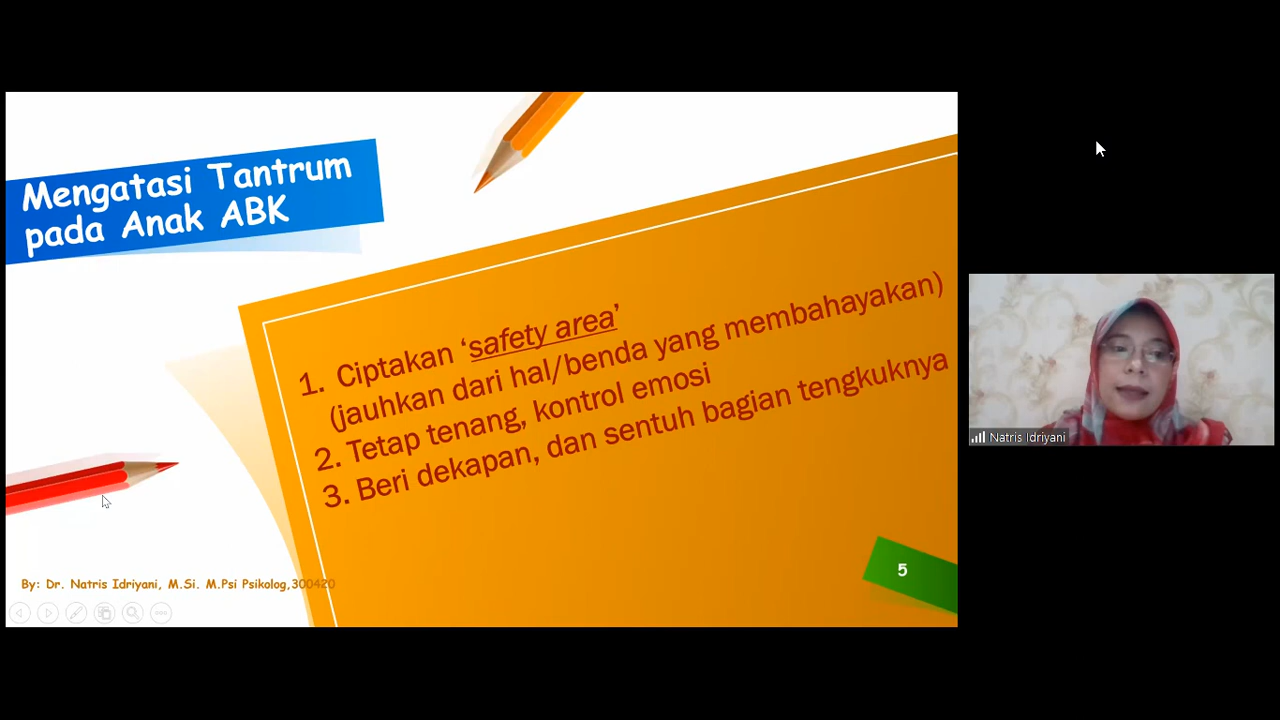 Mengatasi Tantrum
pada Anak ABK
1. Ciptakan ‘safety area’
(jauhkan dari hal/benda yang membahayakan)
2. Tetap tenang, kontrol emosi
3. Beri dekapan, dan sentuh bagian tengkuknya
5
By: Dr. Natris Idriyani, M.Si. M.Psi Psikolog,300420
Natris Idriyani